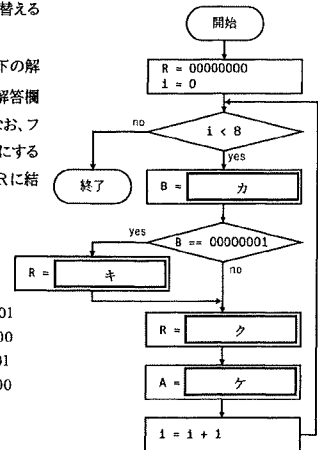 替える
下の解
解答欄
なお、フ
にする
Rに結
01
00
01
00
開始
R = 00000000
i = 0
no
i < 8
yes
終了
B = カ
yes
B == 00000001
no
R = キ
R = ク
A = ケ
i = i + 1